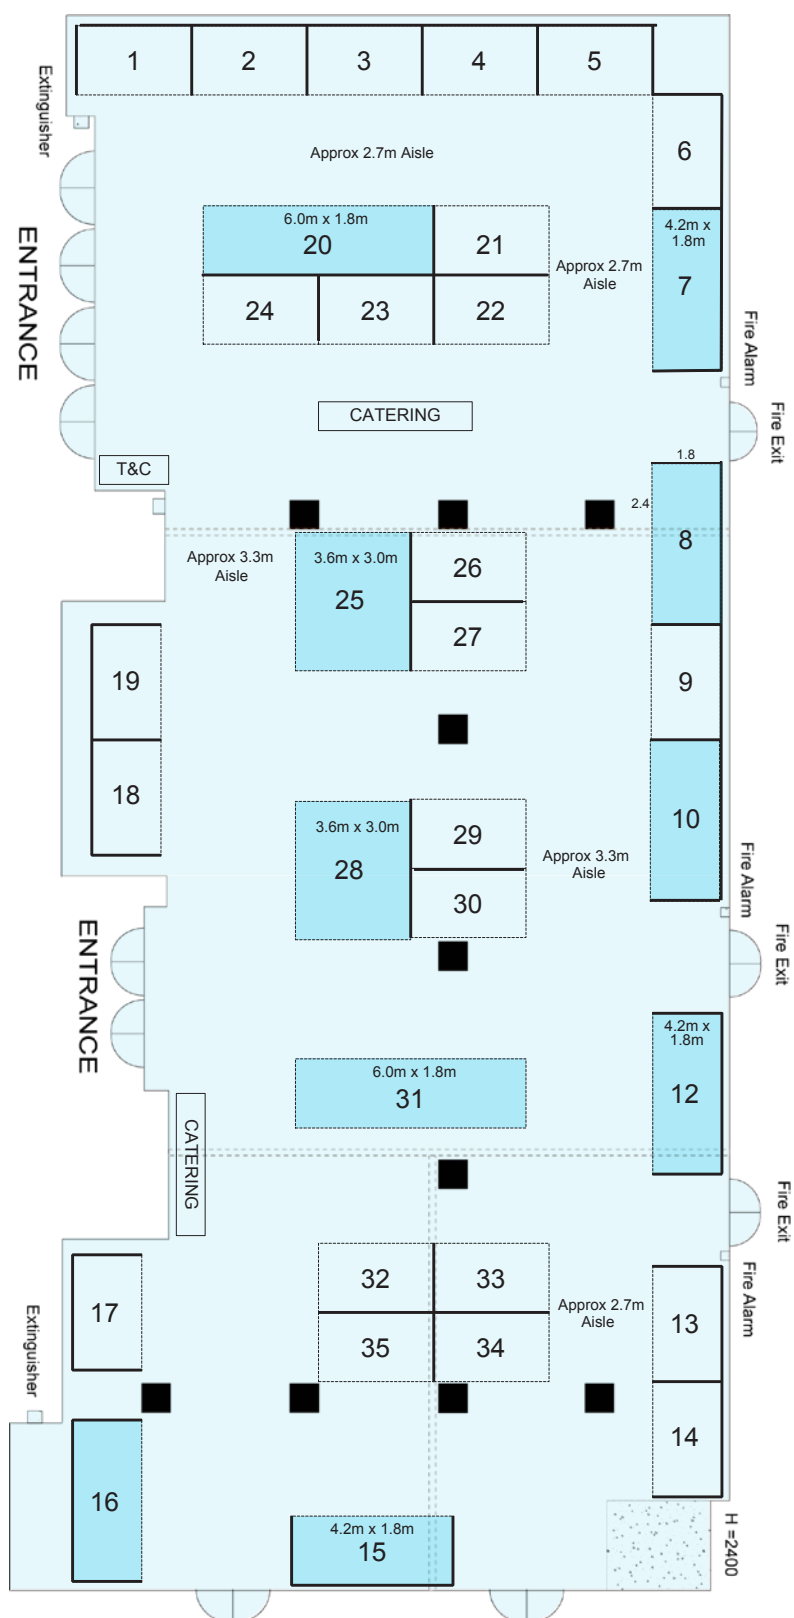 1
2
3
4
5
Extinguisher
Approx 2.7m Aisle
6
ENTRANCE
6.0m x 1.8m
20
21
4.2m x
1.8m
7
Approx 2.7m
Aisle
24
23
22
Fire Alarm
CATERING
Fire Exit
T&C
1.8
2.4
8
Approx 3.3m
Aisle
3.6m x 3.0m
25
26
27
19
9
18
3.6m x 3.0m
28
29
30
10
Approx 3.3m
Aisle
Fire Alarm
ENTRANCE
Fire Exit
4.2m x
1.8m
12
6.0m x 1.8m
31
CATERING
Fire Exit
32
33
17
Approx 2.7m
Aisle
13
Fire Alarm
35
34
Extinguisher
14
16
4.2m x 1.8m
15
H =2400